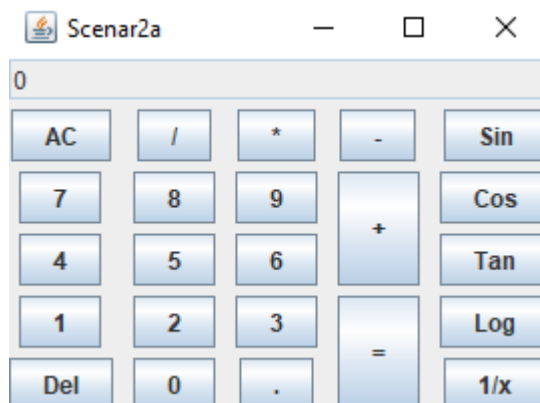 Scenar2a
0
AC / * - Sin
7 8 9 + Cos
4 5 6 Tan
1 2 3 = Log
Del 0 . 1/x